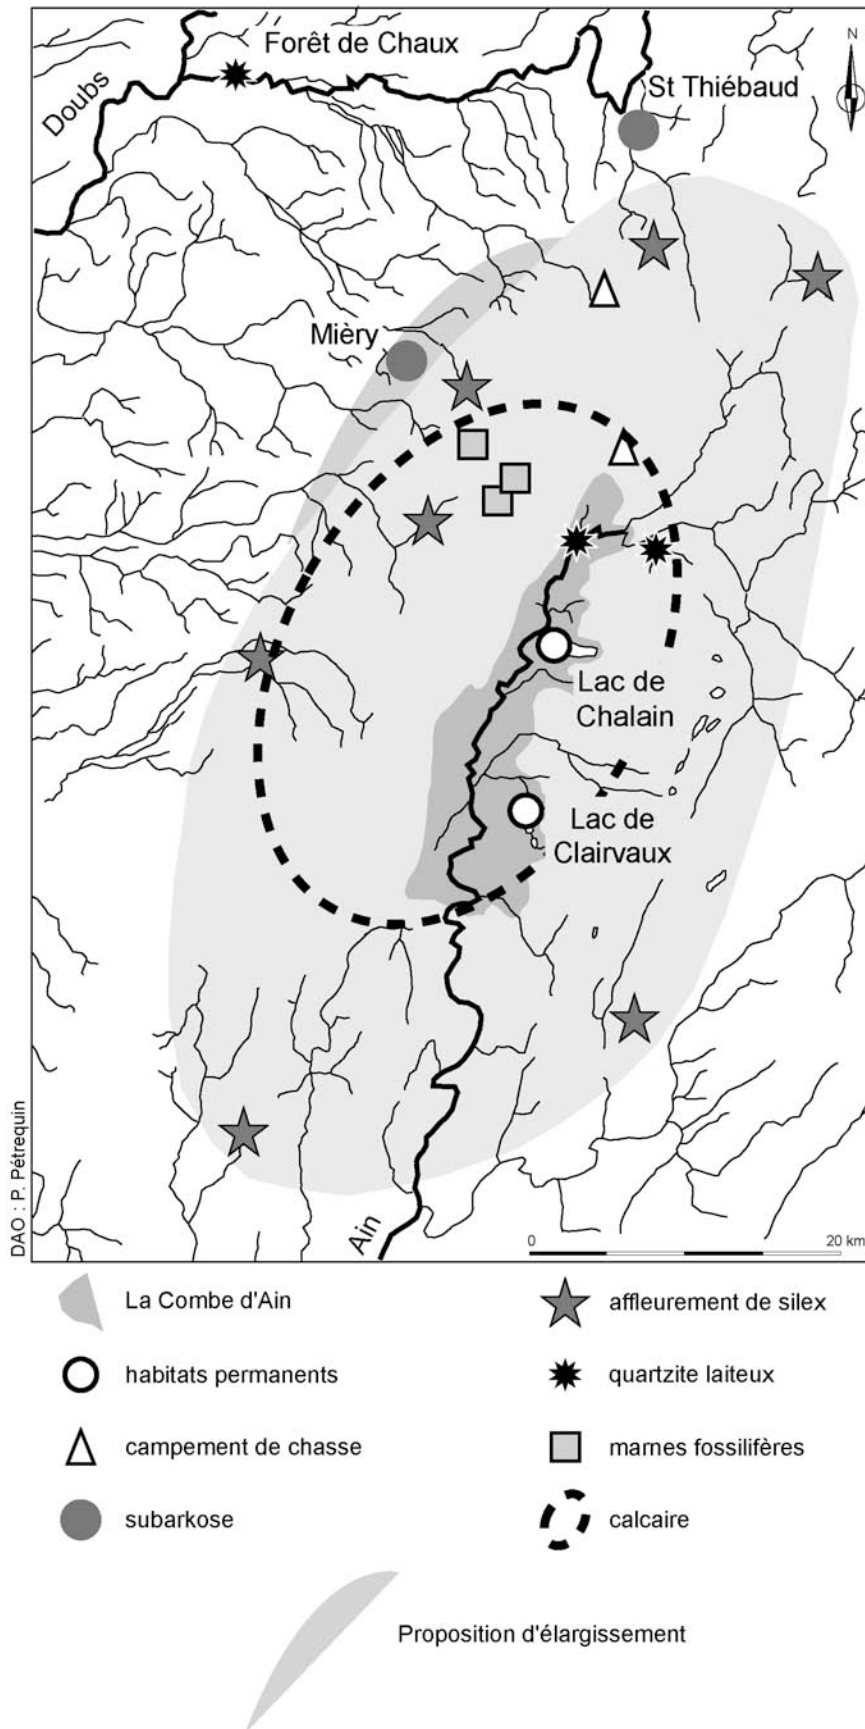 Forêt de Chaux
N
Doubs
St Thiébaud
Mièry
Lac de
Chalain
Lac de
Clairvaux
Ain
0 20 km
DAO : P. Pétrequin
La Combe d'Ain
affleurement de silex
habitats permanents
quartzite laiteux
campement de chasse
marnes fossilifères
subarkose
calcaire
Proposition d'élargissement